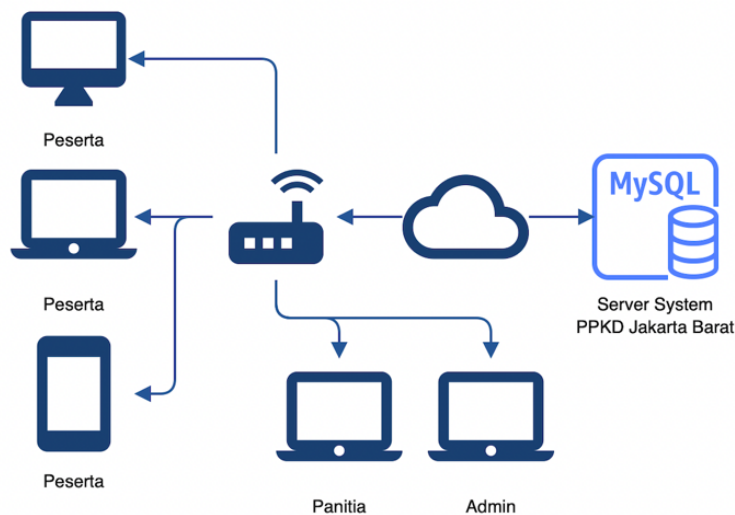 Peserta
MySQL
Peserta
Server System
PPKD Jakarta Barat
Peserta
Panitia
Admin